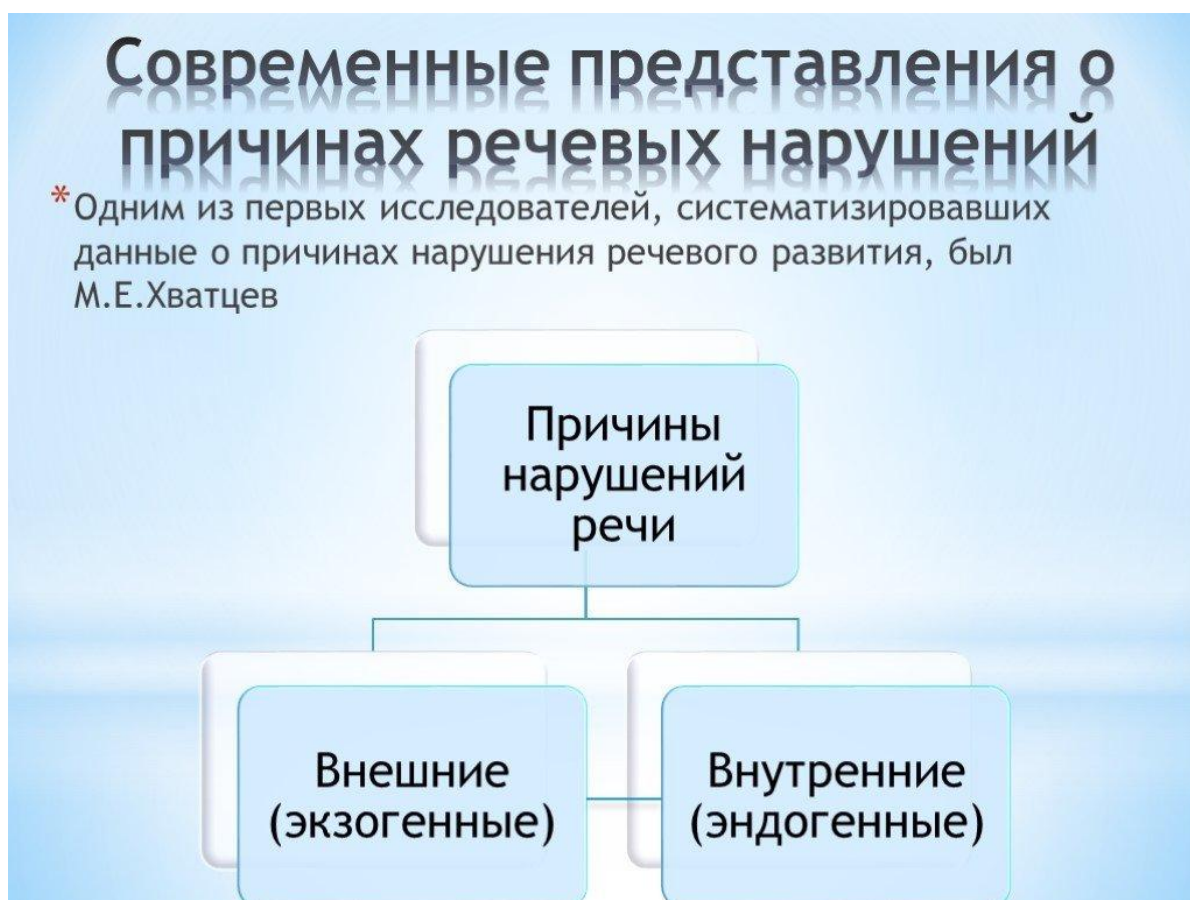 Современные представления о
причинах речевых нарушений
*Одним из первых исследователей, систематизировавших
данные о причинах нарушения речевого развития, был
М.Е.Хватцев
Причины
нарушений
речи
Внешние
(экзогенные)
Внутренние
(эндогенные)